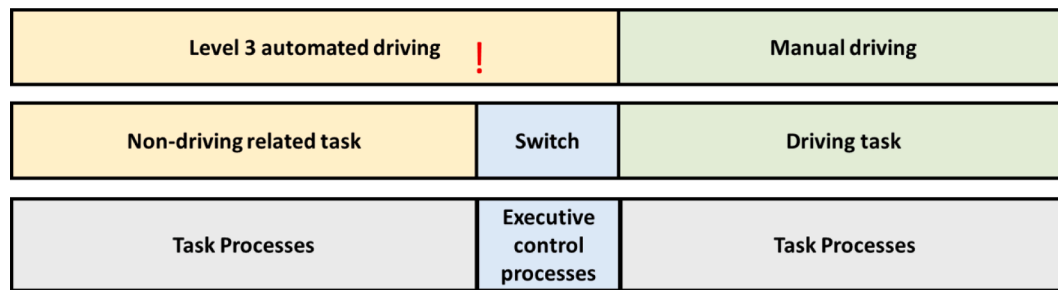 Level 3 automated driving
!
Manual driving
Non-driving related task
Switch
Driving task
Task Processes
Executive
control
processes
Task Processes